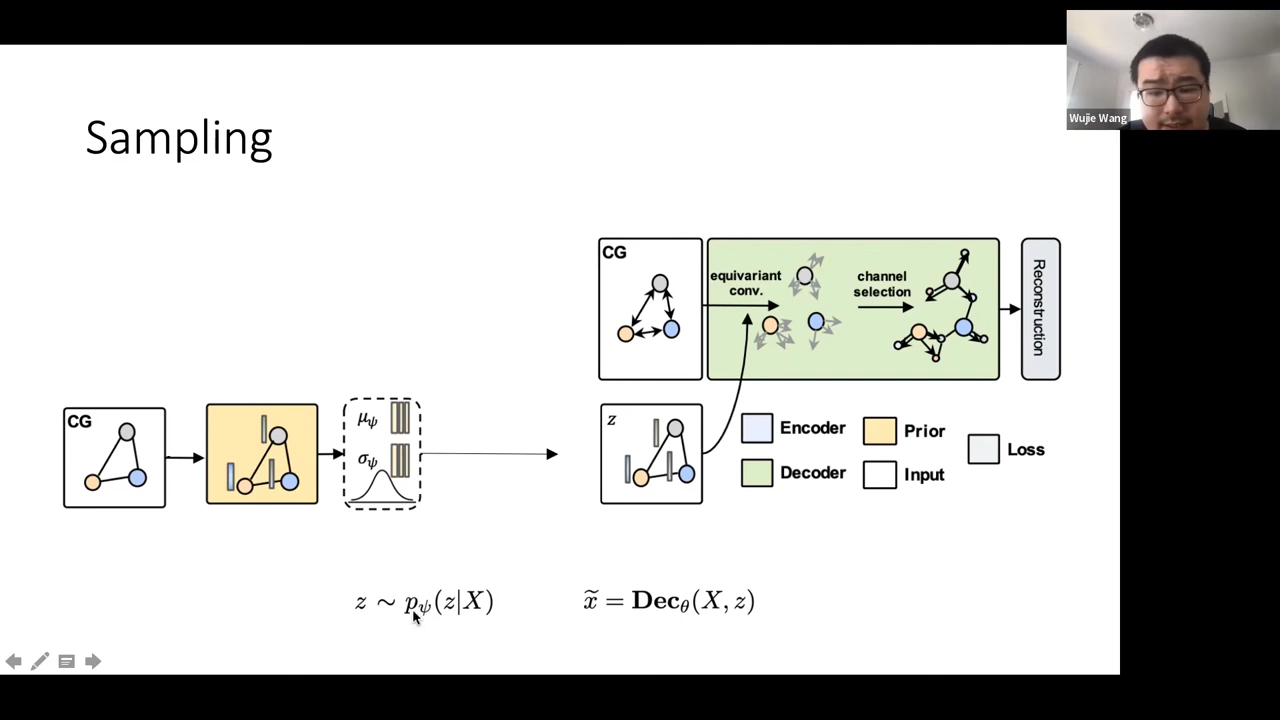 Wujie Wang
Sampling
CG
equivariant
conv.
channel
selection
Reconstruction
CG
μψ
σψ
z
Encoder
Prior
Decoder
Input
Loss
z ∼ pψ(z|X)
x̃ = Decθ(X, z)